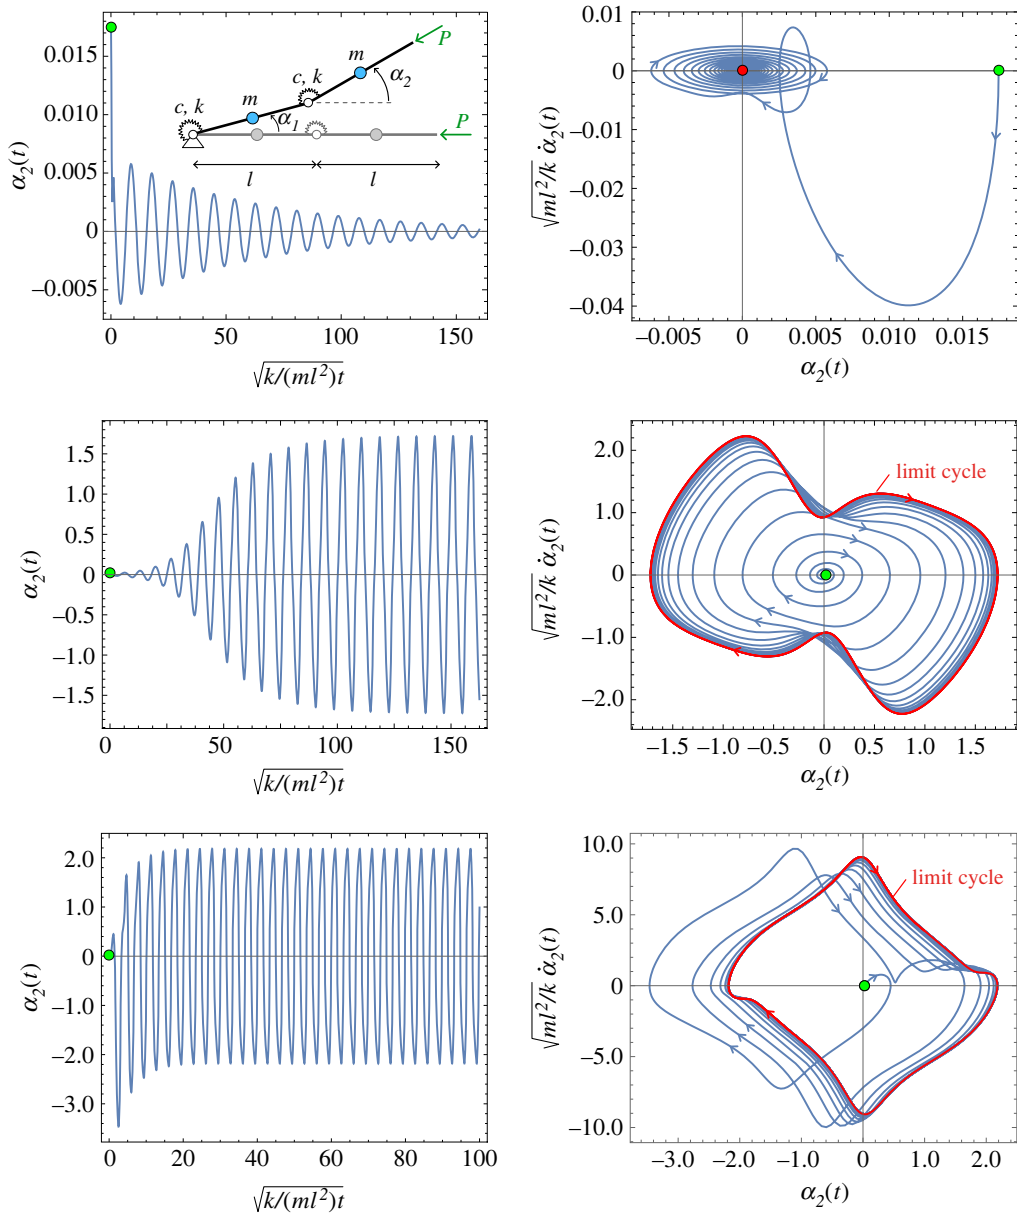 0.015
0.010
0.005
0
−0.005
α₂(t)
0
50
100
150
√k/(ml²)t
P
m
α₂
c, k
m
c, k
α₁
P
l
l
0.01
0
−0.01
−0.02
−0.03
−0.04
√ml²/k α̇₂(t)
−0.005
0
0.005
0.010
0.015
α₂(t)
1.5
1.0
0.5
0
−0.5
−1.0
−1.5
α₂(t)
0
50
100
150
√k/(ml²)t
2.0
1.0
0
−1.0
−2.0
√ml²/k α̇₂(t)
limit cycle
−1.5
−1.0
−0.5
0
0.5
1.0
1.5
α₂(t)
2.0
1.0
0
−1.0
−2.0
−3.0
α₂(t)
0
20
40
60
80
100
√k/(ml²)t
10.0
5.0
0
−5.0
−10.0
√ml²/k α̇₂(t)
limit cycle
−3.0
−2.0
−1.0
0
1.0
2.0
α₂(t)